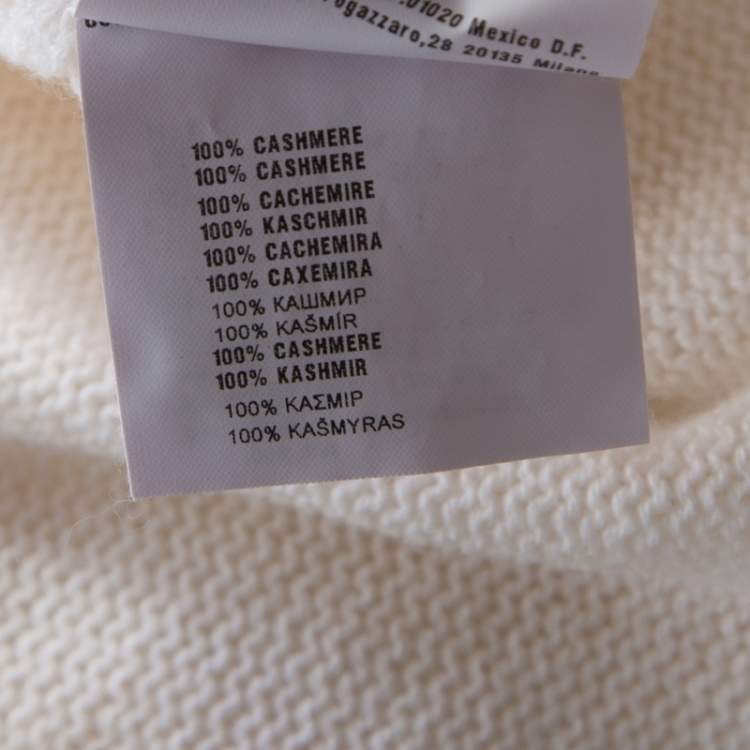 .01020 Mexico D.F.
ogazzaro,28 20135 Milano
100% CASHMERE
100% CASHMERE
100% CACHEMIRE
100% KASCHMIR
100% CACHEMIRA
100% CAXEMIRA
100% КАШМИР
100% KAŠMÍR
100% CASHMERE
100% KASHMIR
100% ΚΑΣΜΙΡ
100% KAŠMYRAS